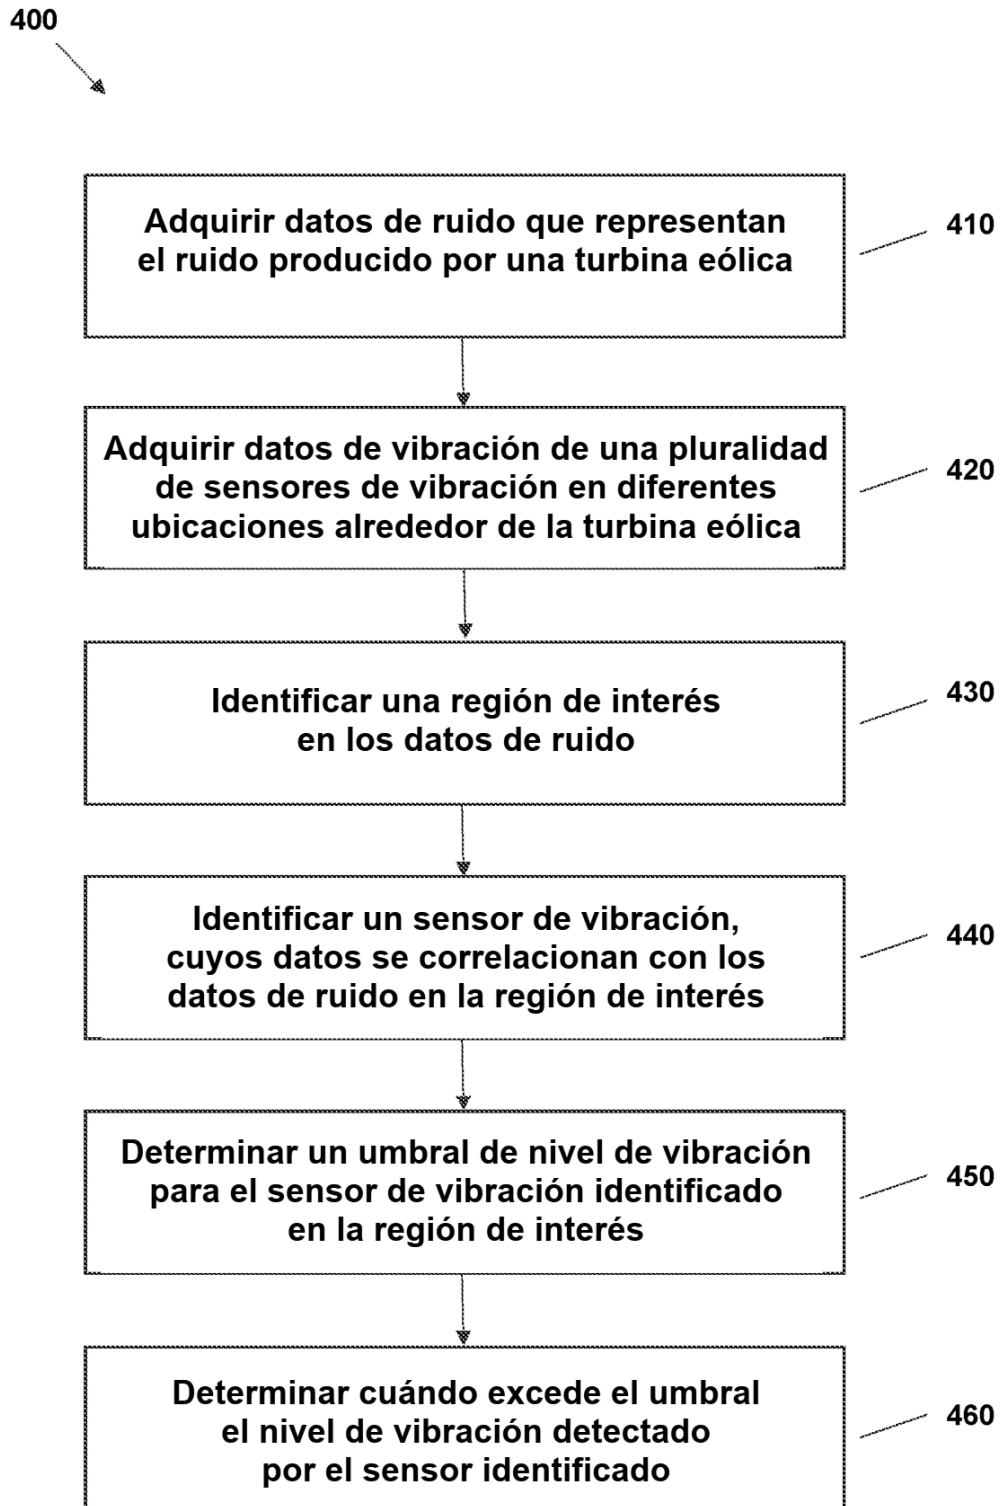 400
Adquirir datos de ruido que representan
el ruido producido por una turbina eólica
410
Adquirir datos de vibración de una pluralidad
de sensores de vibración en diferentes
ubicaciones alrededor de la turbina eólica
420
Identificar una región de interés
en los datos de ruido
430
Identificar un sensor de vibración,
cuyos datos se correlacionan con los
datos de ruido en la región de interés
440
Determinar un umbral de nivel de vibración
para el sensor de vibración identificado
en la región de interés
450
Determinar cuándo excede el umbral
el nivel de vibración detectado
por el sensor identificado
460